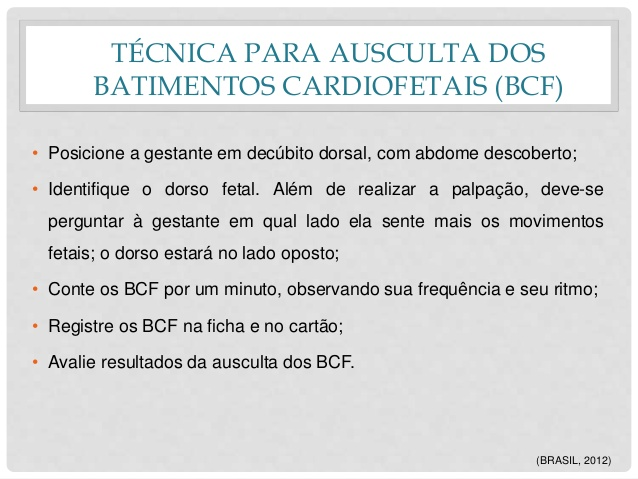 TÉCNICA PARA AUSCULTA DOS
BATIMENTOS CARDIOFETAIS (BCF)
• Posicione a gestante em decúbito dorsal, com abdome descoberto;
• Identifique o dorso fetal. Além de realizar a palpação, deve-se
perguntar à gestante em qual lado ela sente mais os movimentos
fetais; o dorso estará no lado oposto;
• Conte os BCF por um minuto, observando sua frequência e seu ritmo;
• Registre os BCF na ficha e no cartão;
• Avalie resultados da ausculta dos BCF.
(BRASIL, 2012)